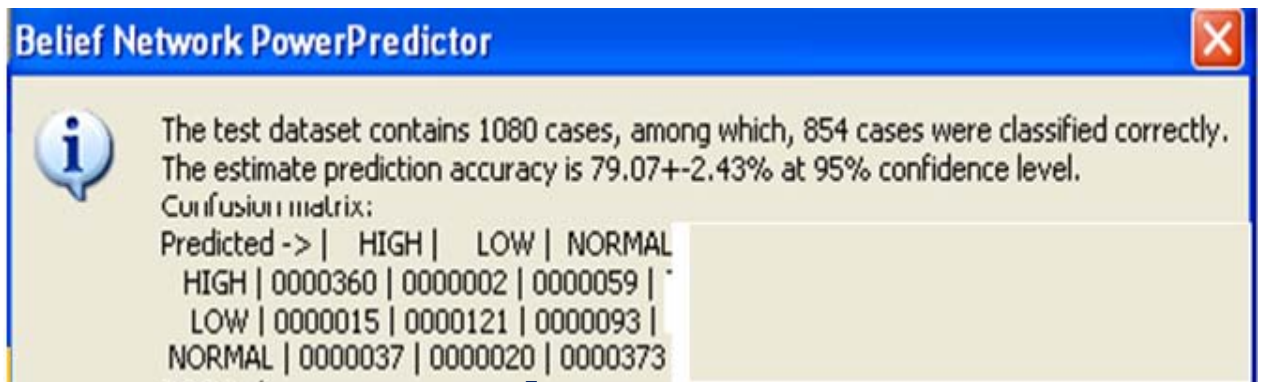 Belief Network PowerPredictor
The test dataset contains 1080 cases, among which, 854 cases were classified correctly.
The estimate prediction accuracy is 79.07+-2.43% at 95% confidence level.
Confusion matrix:
Predicted -> | HIGH | LOW | NORMAL
HIGH | 0000360 | 0000002 | 0000059 |
LOW | 0000015 | 0000121 | 0000093 |
NORMAL | 0000037 | 0000020 | 0000373